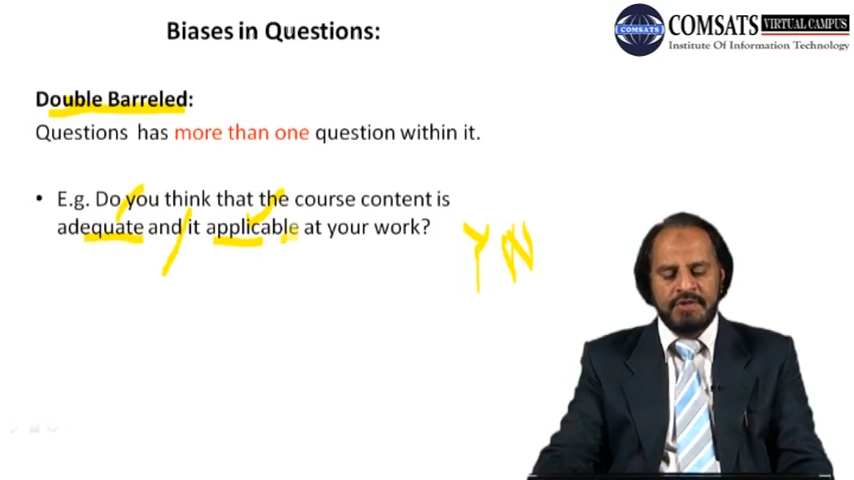 Biases in Questions:
COMSATS
COMSATS VIRTUAL CAMPUS
Institute Of Information Technology
Double Barreled:
Questions has more than one question within it.
• E.g. Do you think that the course content is
adequate and it applicable at your work?
Y N